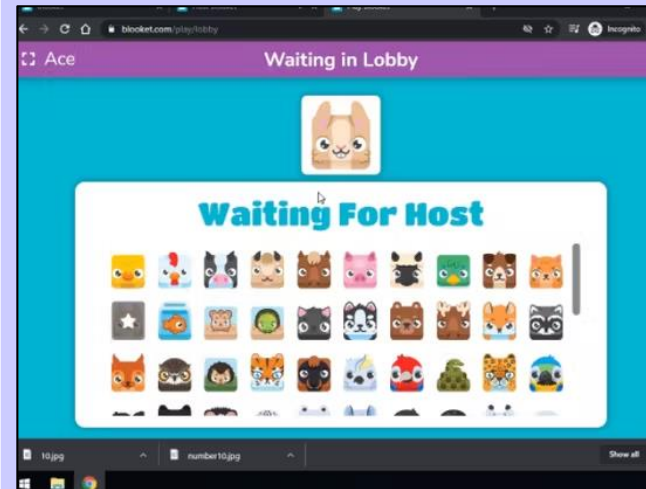 blooket.com/play/lobby
Incognito
Ace
Waiting in Lobby
Waiting For Host
10.jpg
number10.jpg
Show all